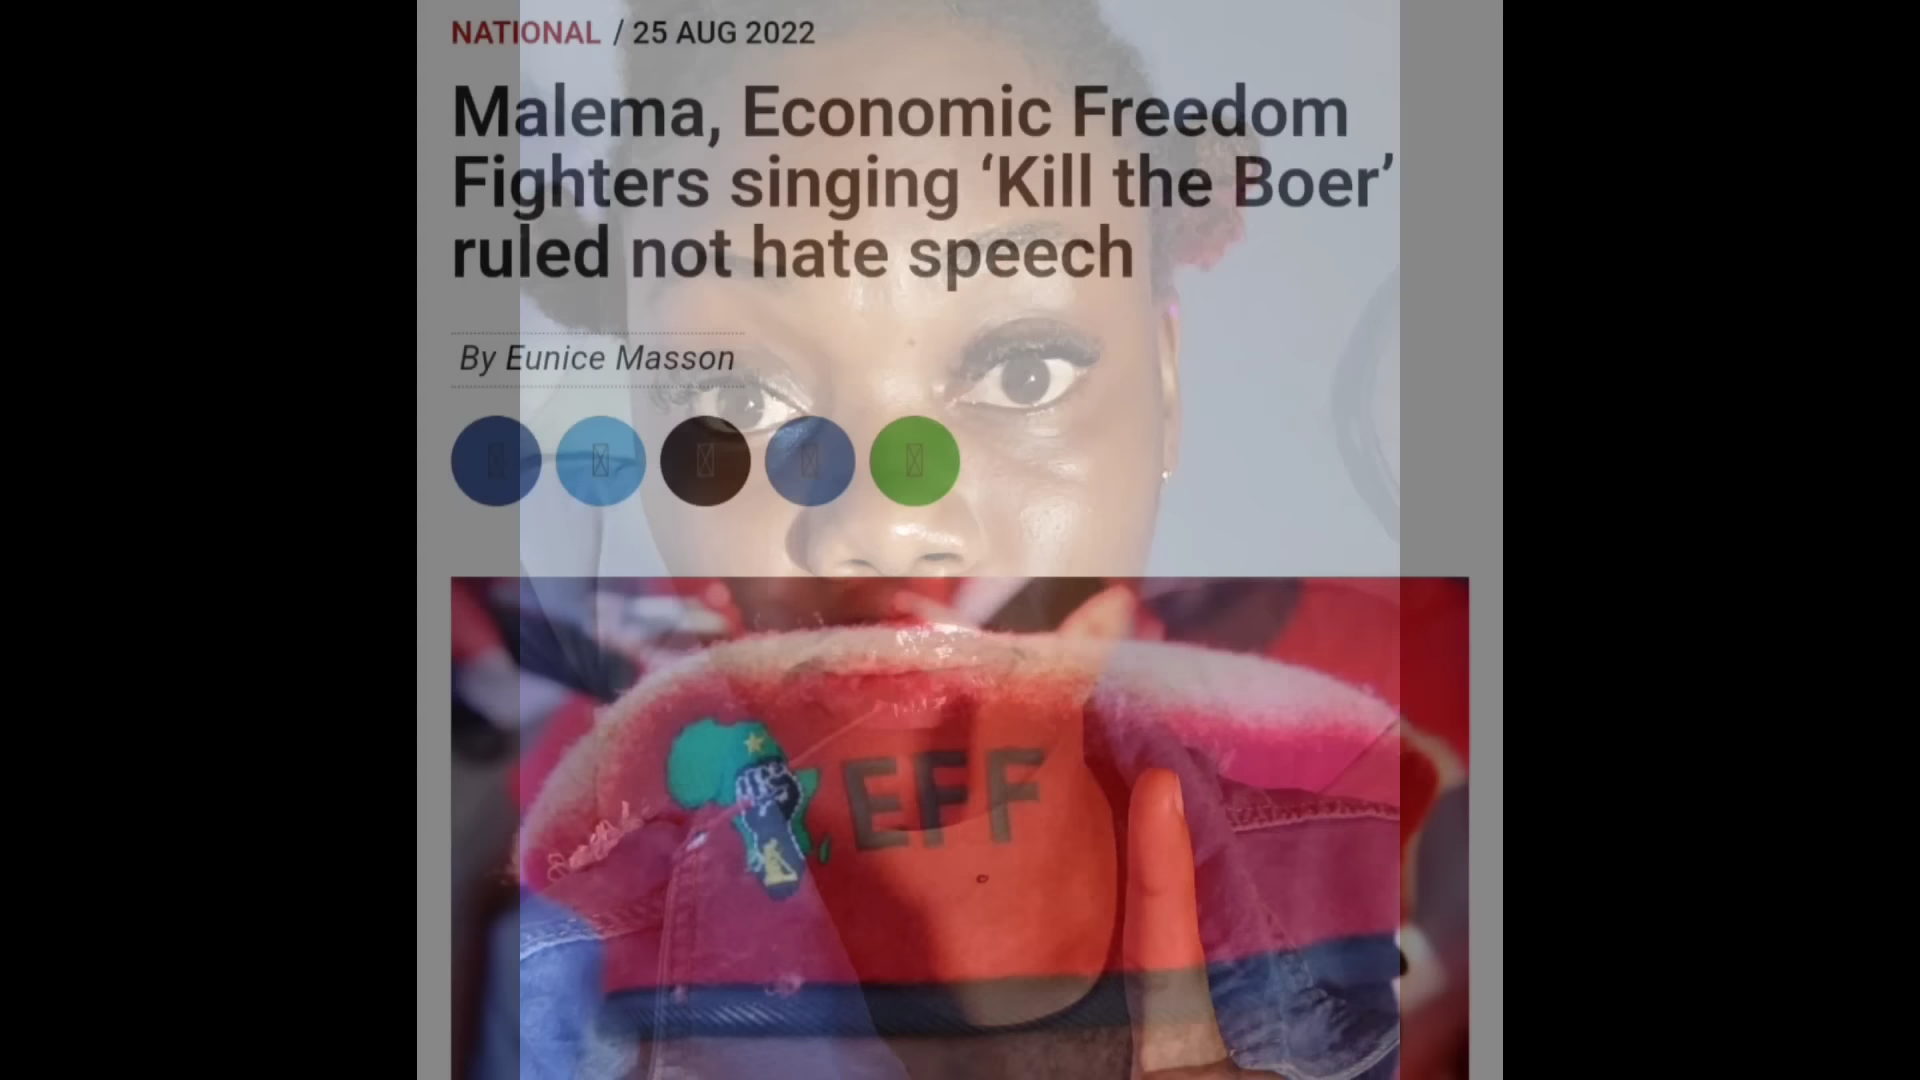 NATIONAL / 25 AUG 2022
Malema, Economic Freedom
Fighters singing ‘Kill the Boer’
ruled not hate speech
By Eunice Masson
EFF